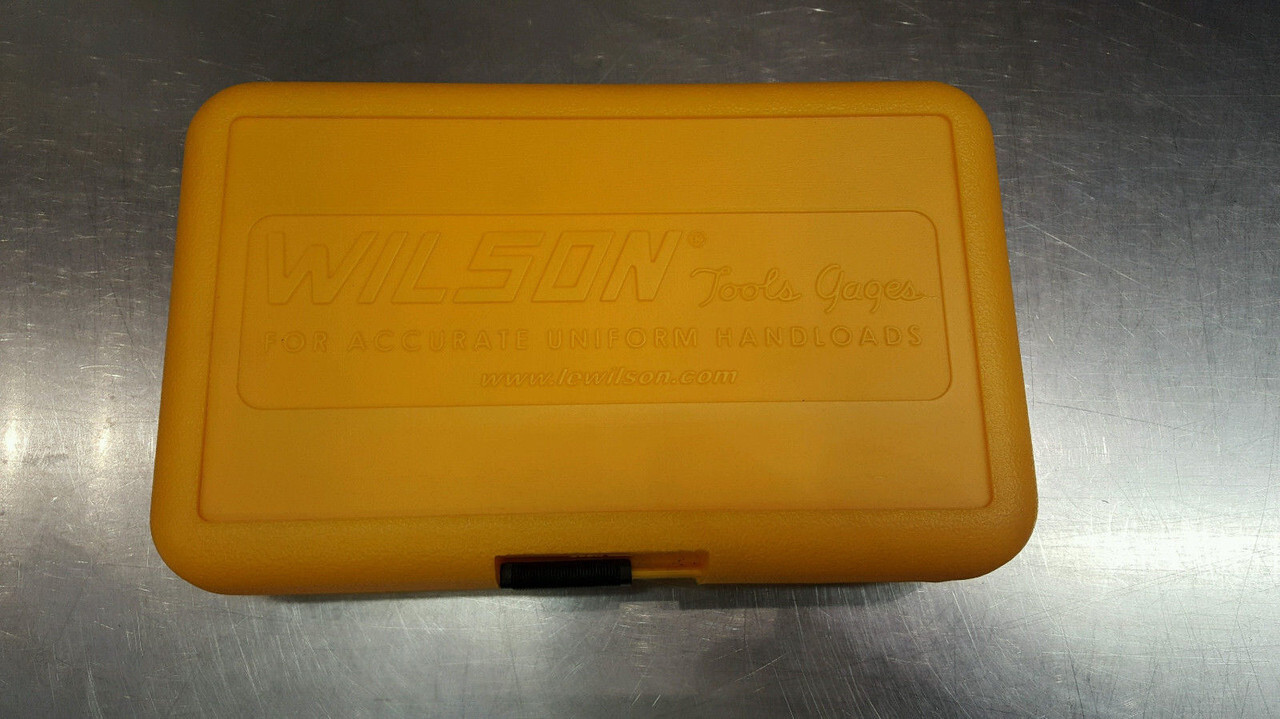 WILSON® Tools Gages
FOR ACCURATE UNIFORM HANDLOADS
www.lewilson.com